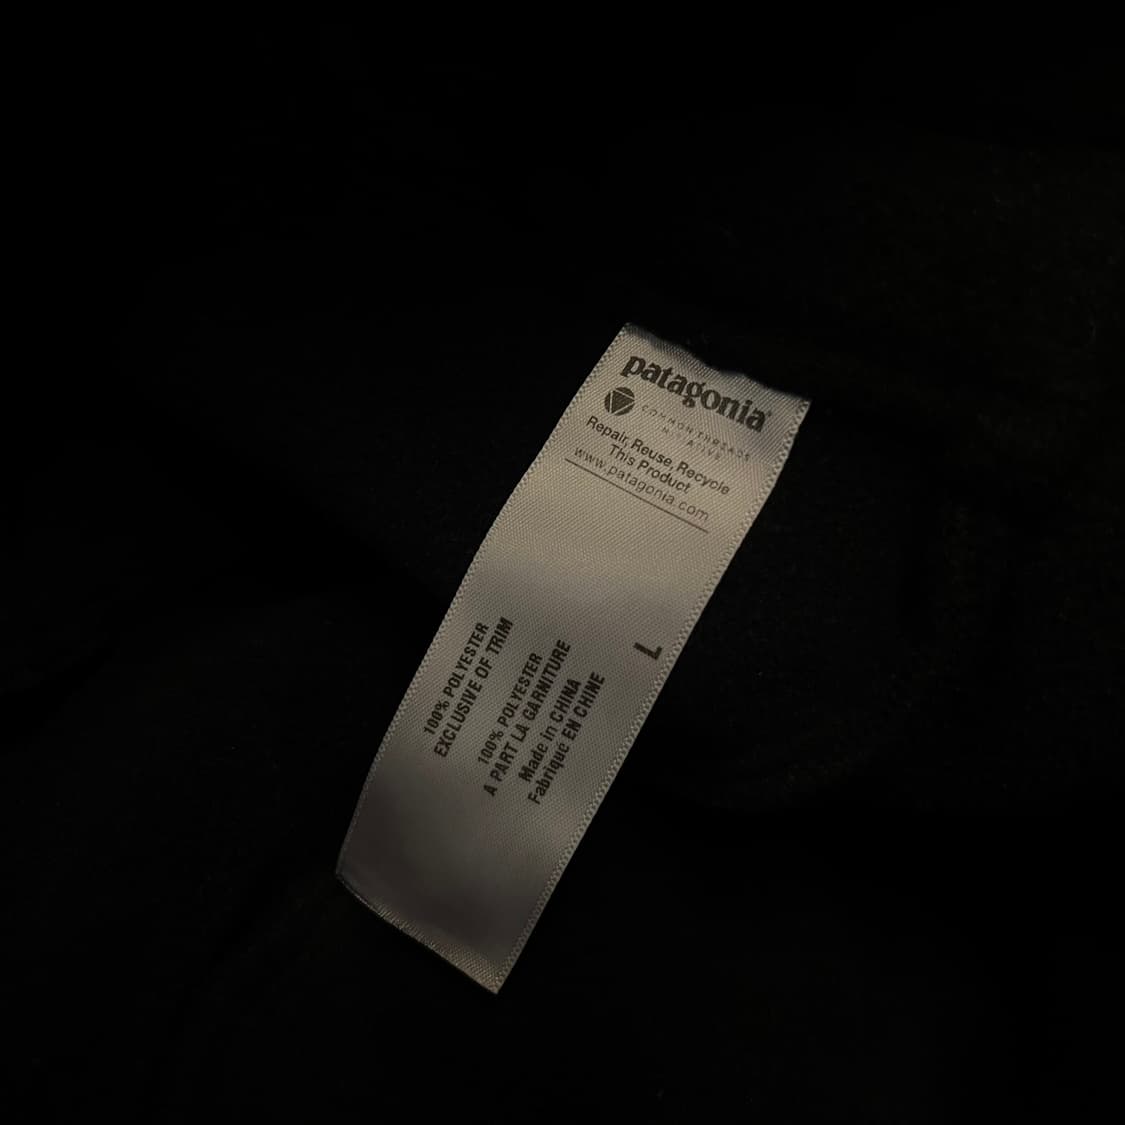 patagonia®
COMMON THREADS
INITIATIVE
Repair, Reuse, Recycle
This Product
www.patagonia.com
L
100% POLYESTER
EXCLUSIVE OF TRIM
100% POLYESTER
A PART LA GARNITURE
Made in CHINA
Fabriqué EN CHINE